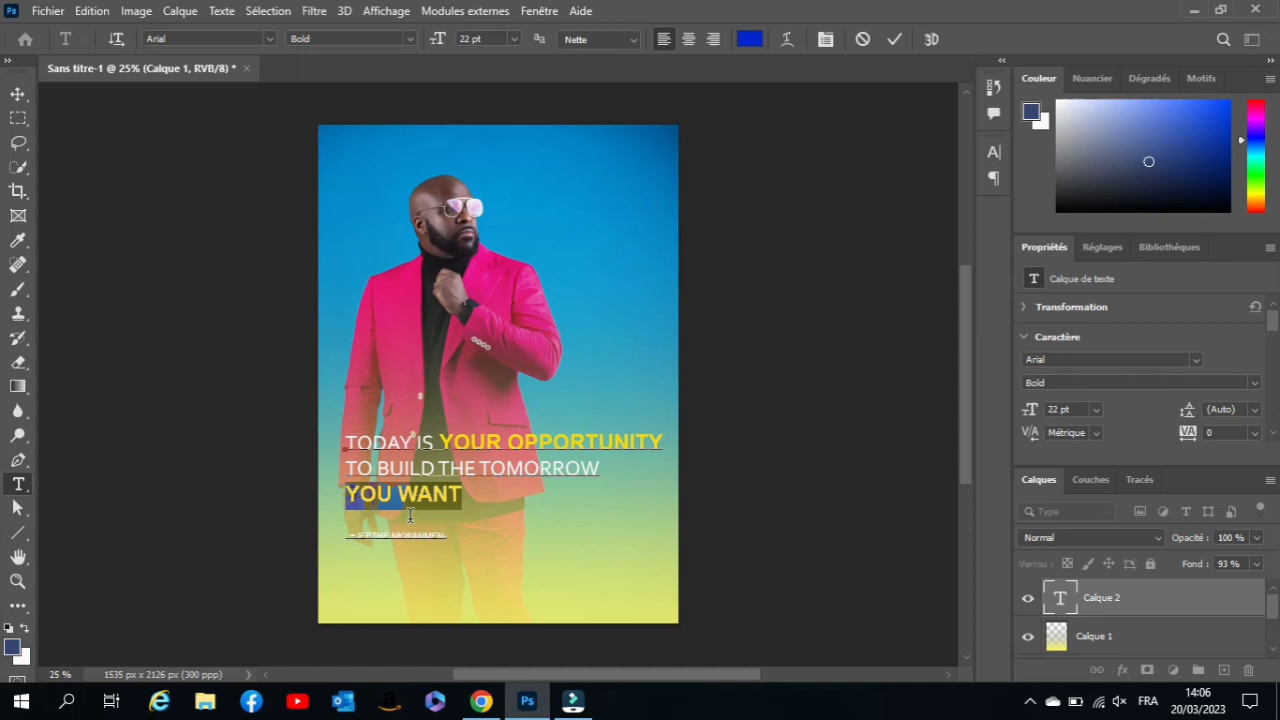 Ps Fichier Edition Image Calque Texte Sélection Filtre 3D Affichage Modules externes Fenêtre Aide
T Arial Bold 22 pt Nette 3D
Sans titre-1 @ 25% (Calque 1, RVB/8) * ×
Couleur Nuancier Dégradés Motifs
Propriétés Réglages Bibliothèques
T Calque de texte
Transformation
Caractère
Arial
Bold
22 pt (Auto)
Métrique 0
TODAY IS YOUR OPPORTUNITY
TO BUILD THE TOMORROW
YOU WANT
Calques Couches Tracés
Type
Normal Opacité : 100 %
Verrou : Fond : 93 %
T Calque 2
Calque 1
25 % 1535 px x 2126 px (300 ppp)
Ps FRA 14:06
20/03/2023